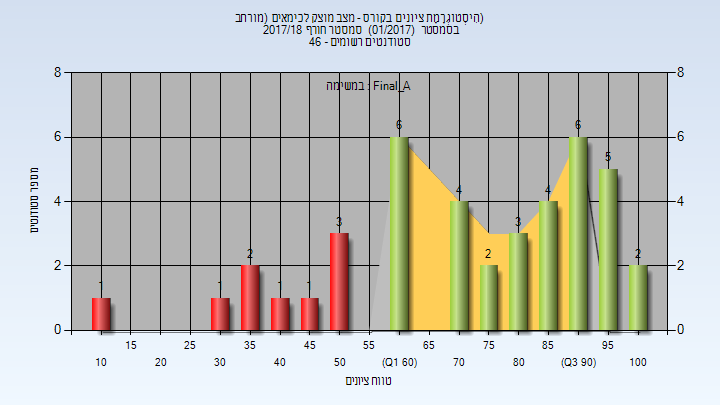 (הִיסְטוֹגְרָמַת ציונים בקורס - מצב מוצק לכימאים (מורחב
בסמסטר (01/2017) סמסטר חורף 2017/18
סטודנטים רשומים - 46
במשימה : Final_A
8 8
6 6
4 4
2 2
0 0
מספר סטודנטים
1 1 2 1 1 3 6 4 2 3 4 6 5 2
15 25 35 45 55 65 75 85 95
10 20 30 40 50 (Q1 60) 70 80 (Q3 90) 100
טווח ציונים